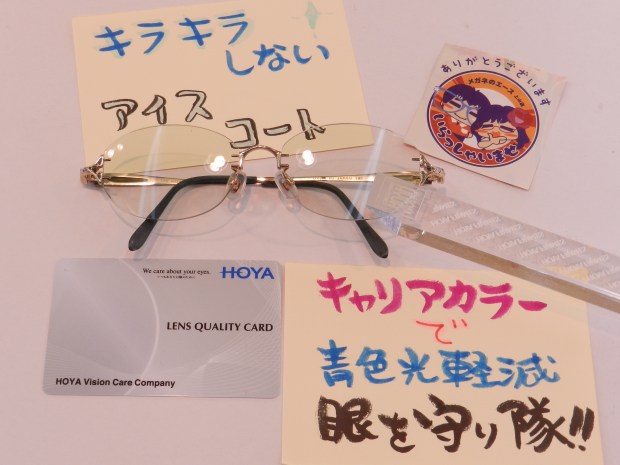 キラキラ
しない
アイス
コート
ありがとうございます
メガネのエース
いらっしゃいませ
We care about your eyes.
HOYA
LENS QUALITY CARD
HOYA Vision Care Company
キャリアカラー
で
青色光軽減
眼を守り隊!!